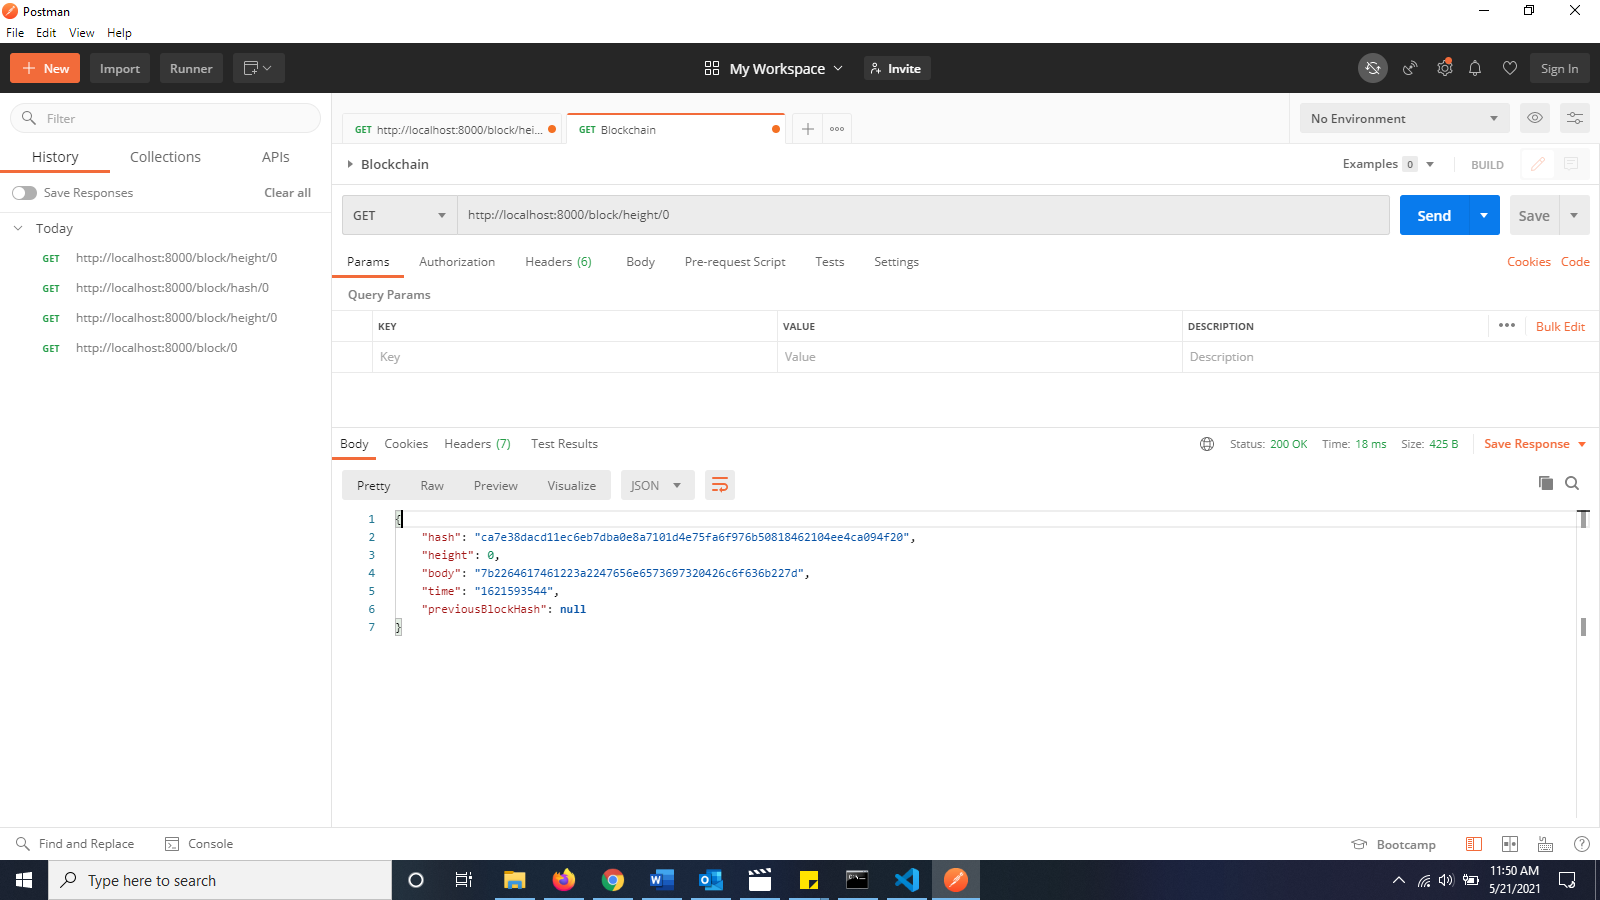 Postman
File Edit View Help
New Import Runner My Workspace Invite Sign In
Filter
History Collections APIs
Save Responses Clear all
Today
GET http://localhost:8000/block/height/0
GET http://localhost:8000/block/hash/0
GET http://localhost:8000/block/height/0
GET http://localhost:8000/block/0
GET http://localhost:8000/block/hei... GET Blockchain No Environment
Blockchain Examples 0 BUILD
GET http://localhost:8000/block/height/0 Send Save
Params Authorization Headers (6) Body Pre-request Script Tests Settings Cookies Code
Query Params
KEY VALUE DESCRIPTION Bulk Edit
Key Value Description
Body Cookies Headers (7) Test Results Status: 200 OK Time: 18 ms Size: 425 B Save Response
Pretty Raw Preview Visualize JSON
1 {
2 "hash": "ca7e38dacd11ec6eb7dba0e8a7101d4e75fa6f976b50818462104ee4ca094f20",
3 "height": 0,
4 "body": "7b2264617461223a2247656e6573697320426c6f636b227d",
5 "time": "1621593544",
6 "previousBlockHash": null
7 }
Find and Replace Console Bootcamp
Type here to search 11:50 AM
5/21/2021